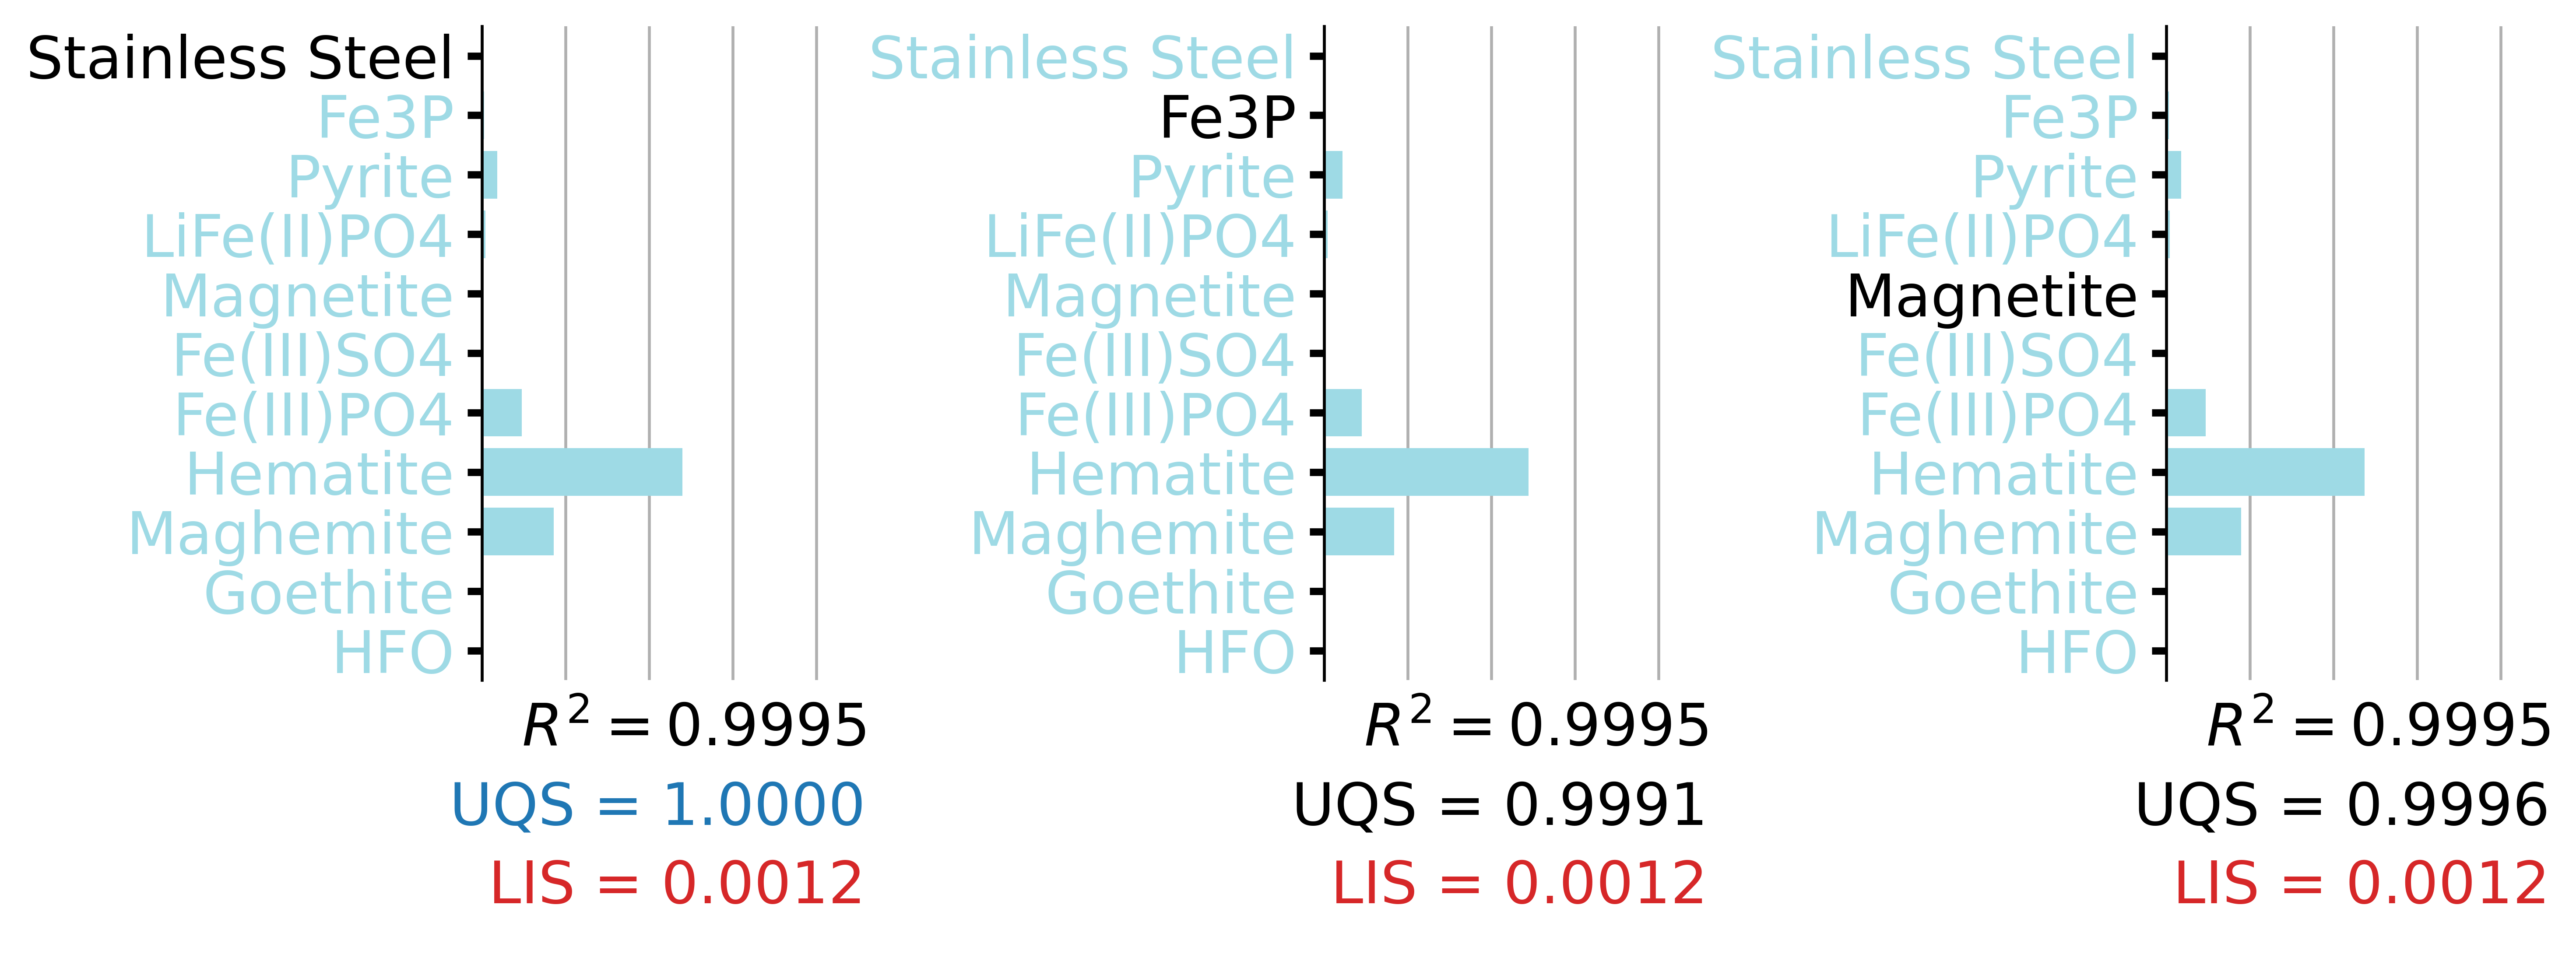 Stainless Steel
Fe3P
Pyrite
LiFe(II)PO4
Magnetite
Fe(III)SO4
Fe(III)PO4
Hematite
Maghemite
Goethite
HFO
R² = 0.9995
UQS = 1.0000
LIS = 0.0012
Stainless Steel
Fe3P
Pyrite
LiFe(II)PO4
Magnetite
Fe(III)SO4
Fe(III)PO4
Hematite
Maghemite
Goethite
HFO
R² = 0.9995
UQS = 0.9991
LIS = 0.0012
Stainless Steel
Fe3P
Pyrite
LiFe(II)PO4
Magnetite
Fe(III)SO4
Fe(III)PO4
Hematite
Maghemite
Goethite
HFO
R² = 0.9995
UQS = 0.9996
LIS = 0.0012